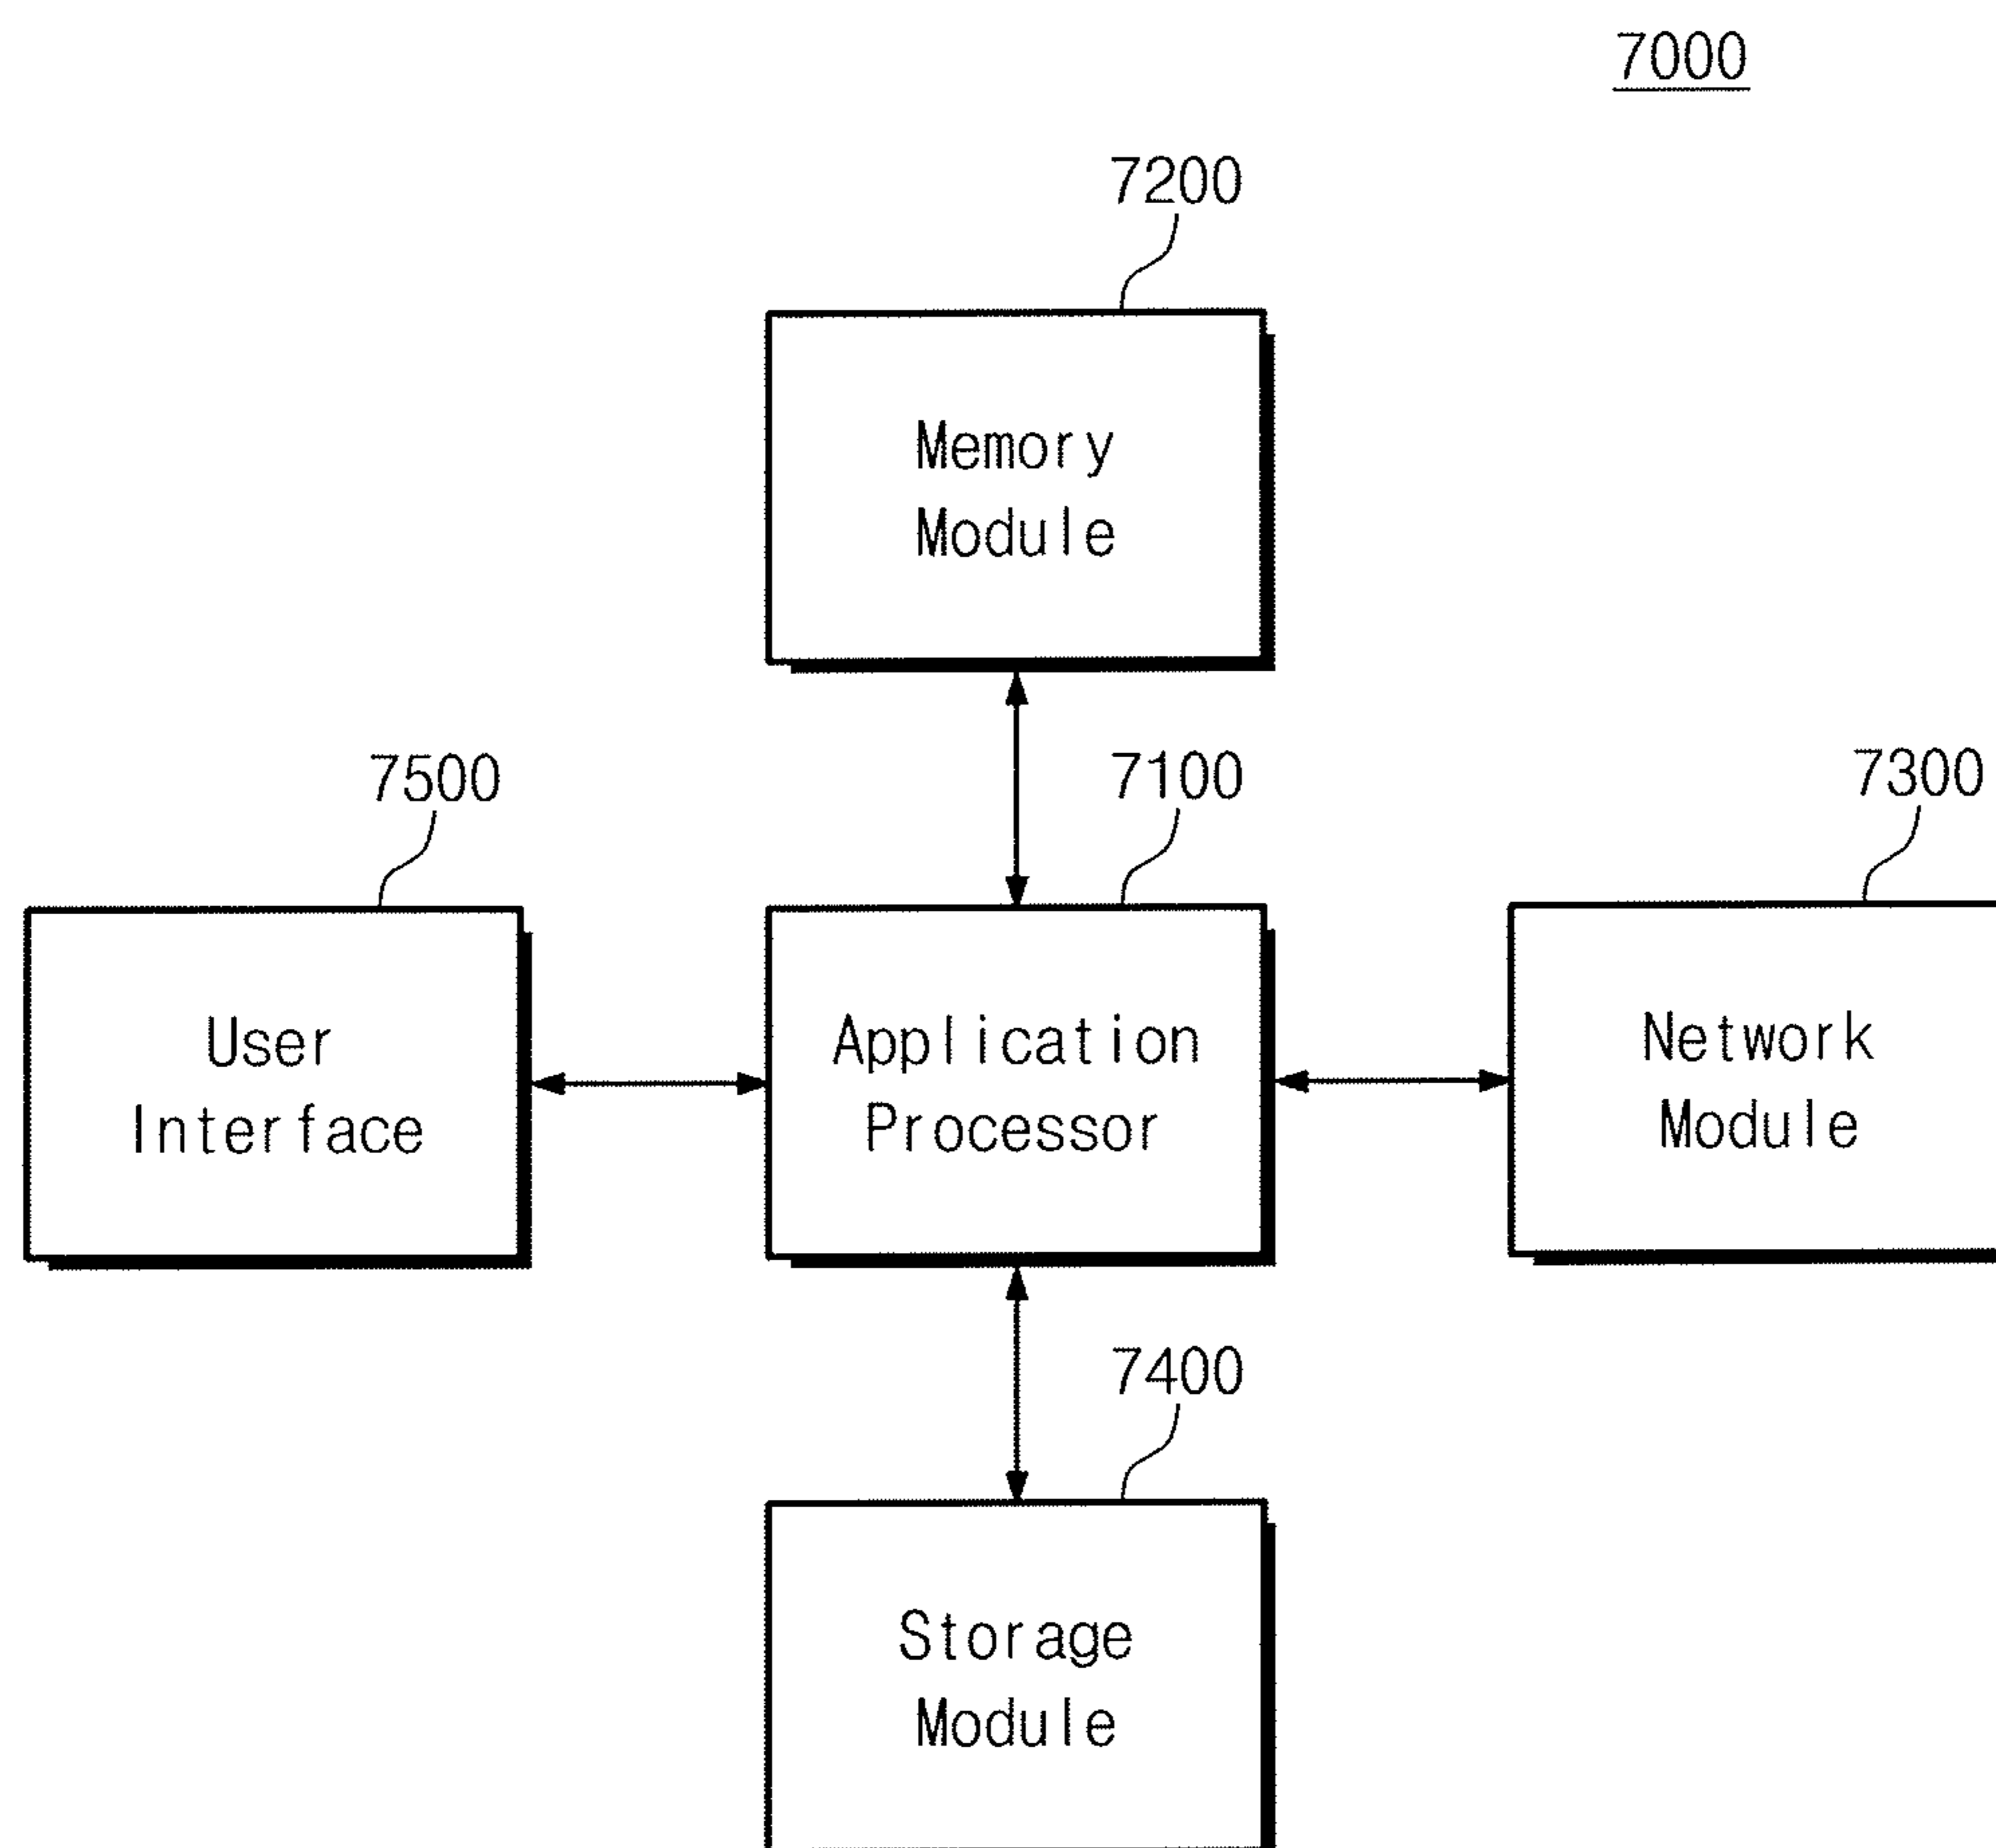 7000
7200
Memory
Module
7500
7100
7300
User
Interface
Application
Processor
Network
Module
7400
Storage
Module